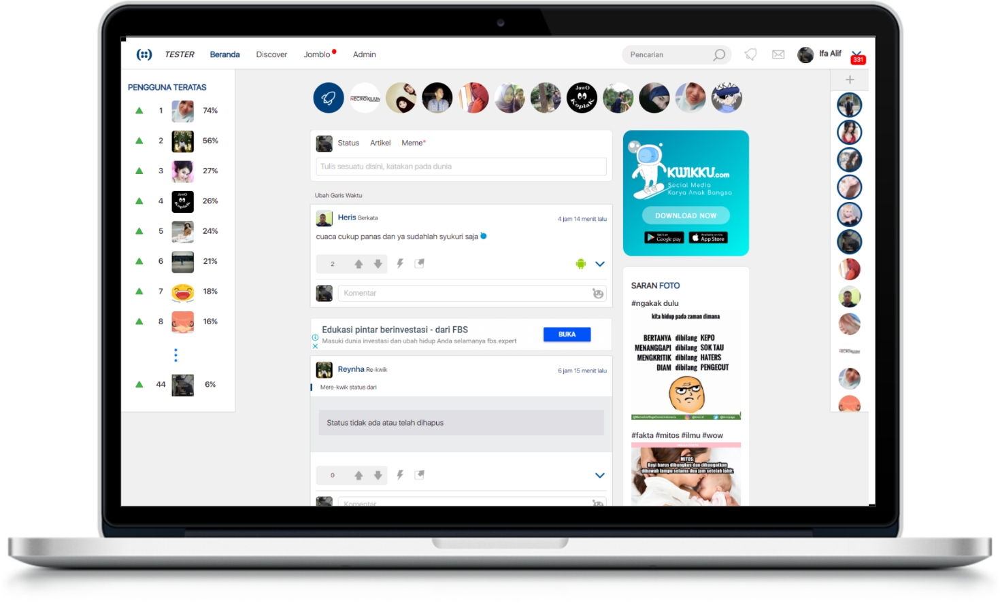 TESTER Beranda Discover Jomblo Admin
Pencarian
Ifa Alif
331
PENGGUNA TERATAS
1 74%
2 56%
3 27%
4 26%
5 24%
6 21%
7 18%
8 16%
44 6%
NECROXILIUM
JowO
KoplaK
Status Artikel Meme*
Tulis sesuatu disini, katakan pada dunia
Ubah Garis Waktu
Heris Berkata
4 jam 14 menit lalu
cuaca cukup panas dan ya sudahlah syukuri saja
2
Komentar
Edukasi pintar berinvestasi - dari FBS
Masuki dunia investasi dan ubah hidup Anda selamanya fbs.expert
BUKA
Reynha Re-kwik
6 jam 15 menit lalu
Mere-kwik status dari
Status tidak ada atau telah dihapus
0
Komentar
KWIKKU.com
Social Media
Karya Anak Bangsa
DOWNLOAD NOW
Google play
App Store
SARAN FOTO
#ngakak dulu
kita hidup pada zaman dimana
BERTANYA dibilang KEPO
MENANGGAPI dibilang SOK TAU
MENGKRITIK dibilang HATERS
DIAM dibilang PENGECUT
#fakta #mitos #ilmu #wow
MITOS
Bayi harus dibungkus dan dihangatkan
dibawah lampu selama dua jam setelah lahir.